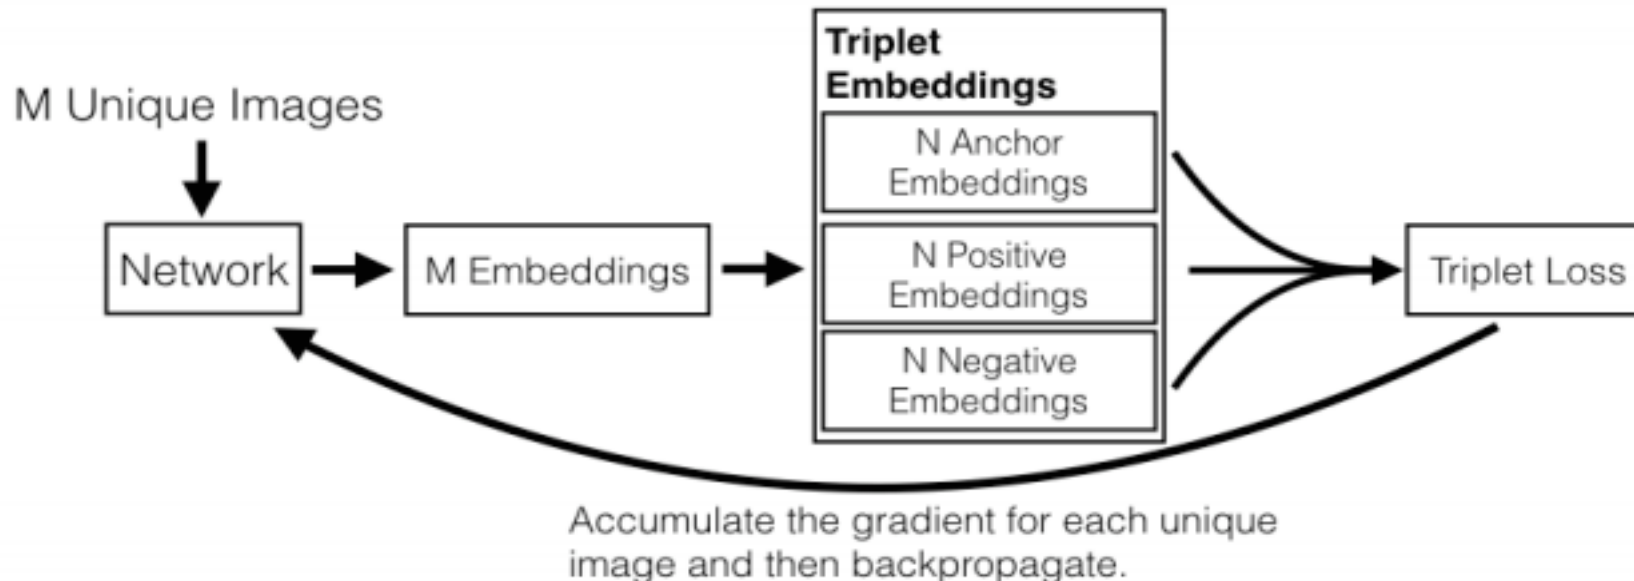 M Unique Images
Network
M Embeddings
Triplet
Embeddings
N Anchor
Embeddings
N Positive
Embeddings
N Negative
Embeddings
Triplet Loss
Accumulate the gradient for each unique
image and then backpropagate.